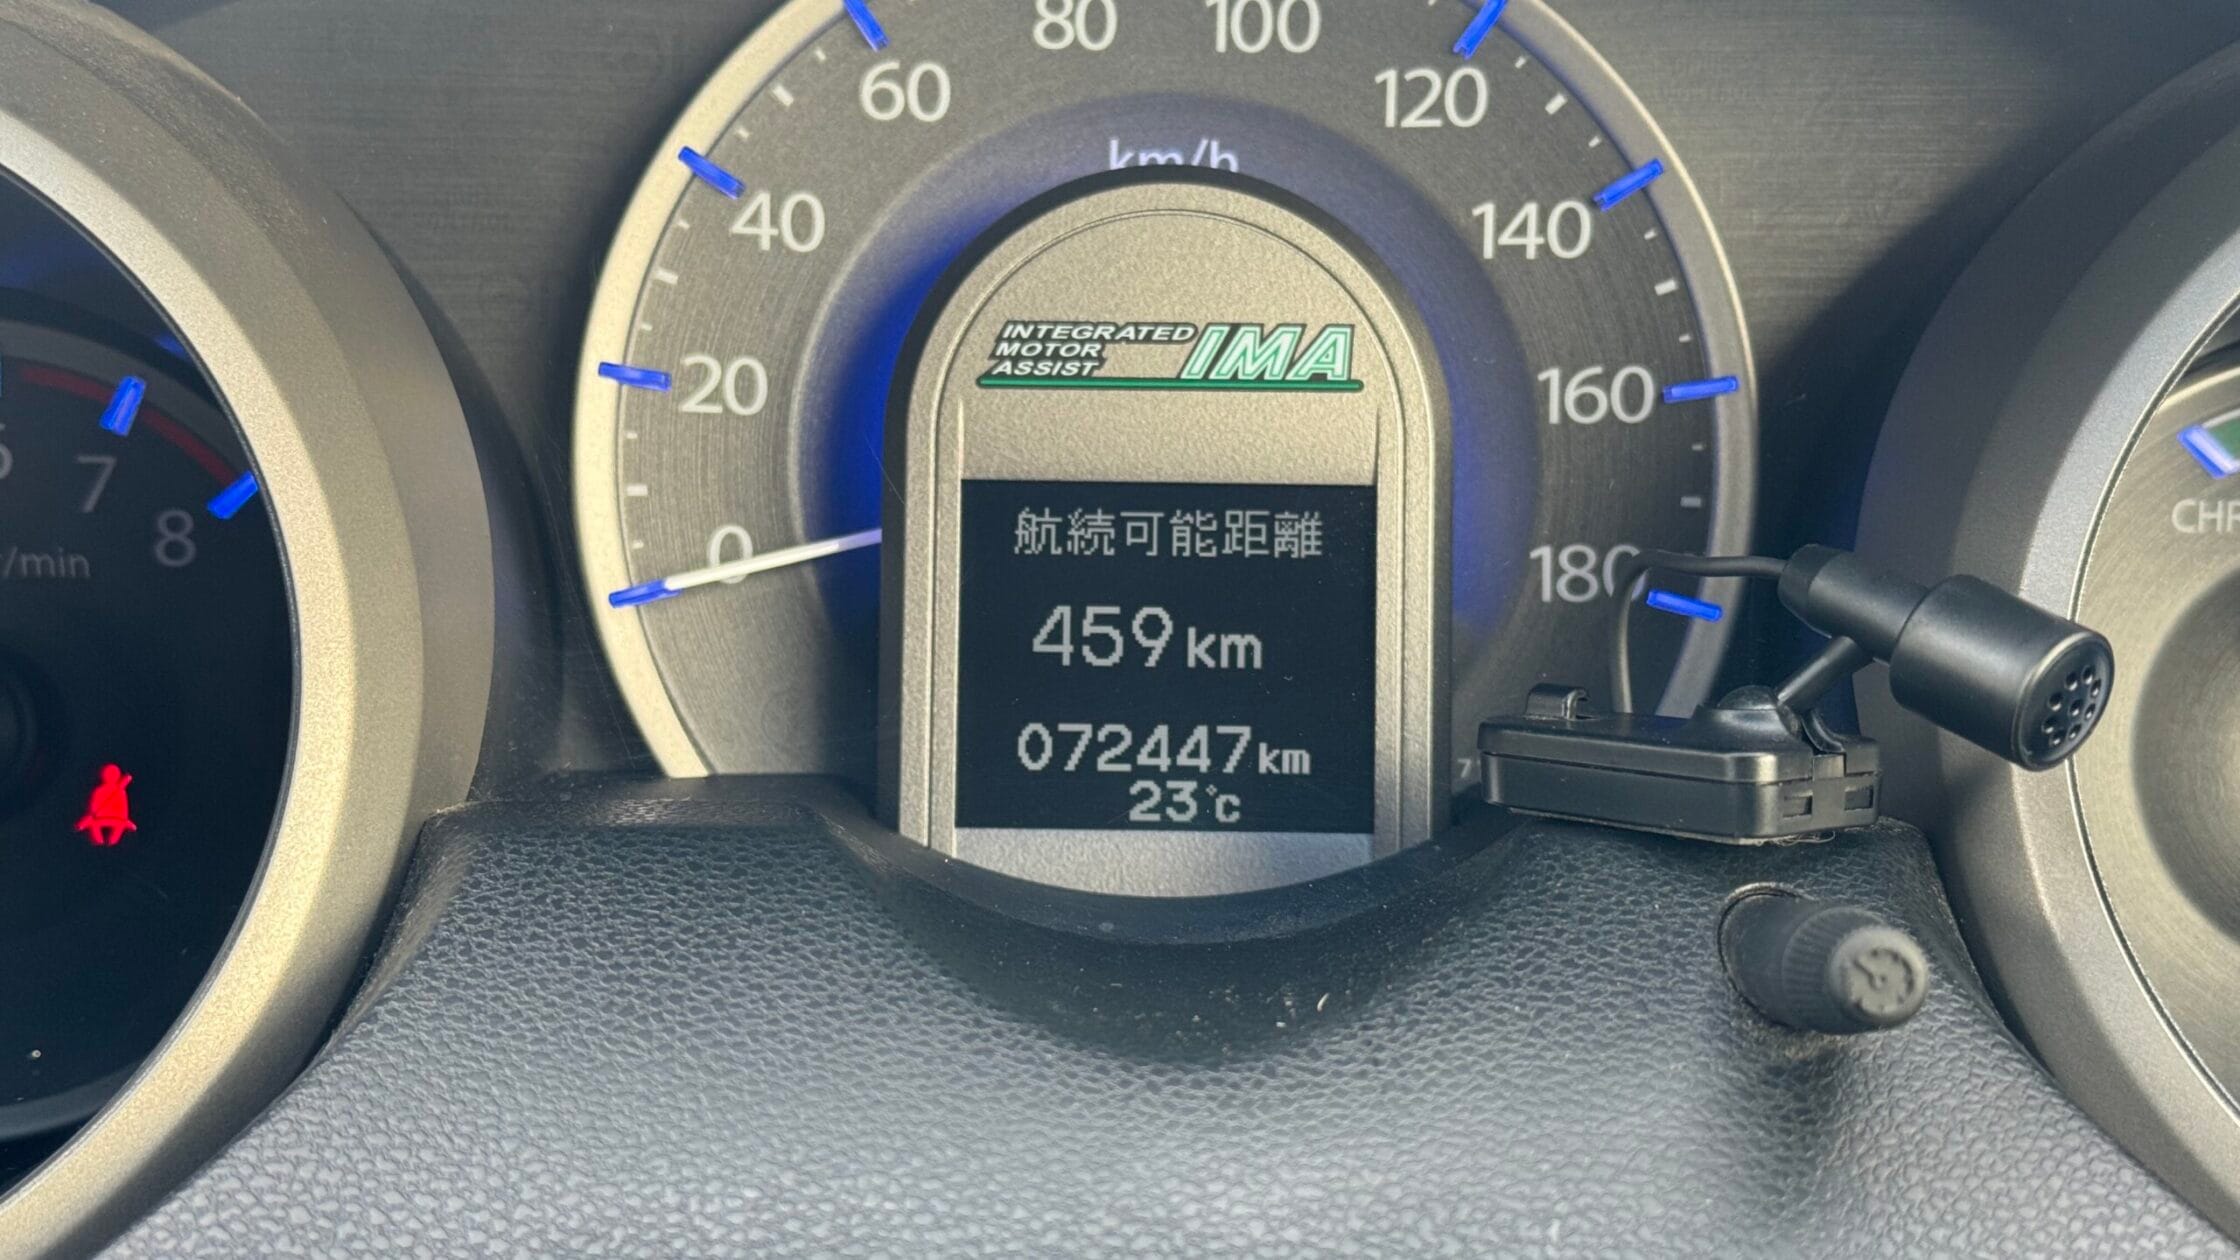 80
100
60
120
km/h
40
140
INTEGRATED
MOTOR
ASSIST
IMA
20
160
7
8
r/min
0
180
航続可能距離
459km
072447km
23℃